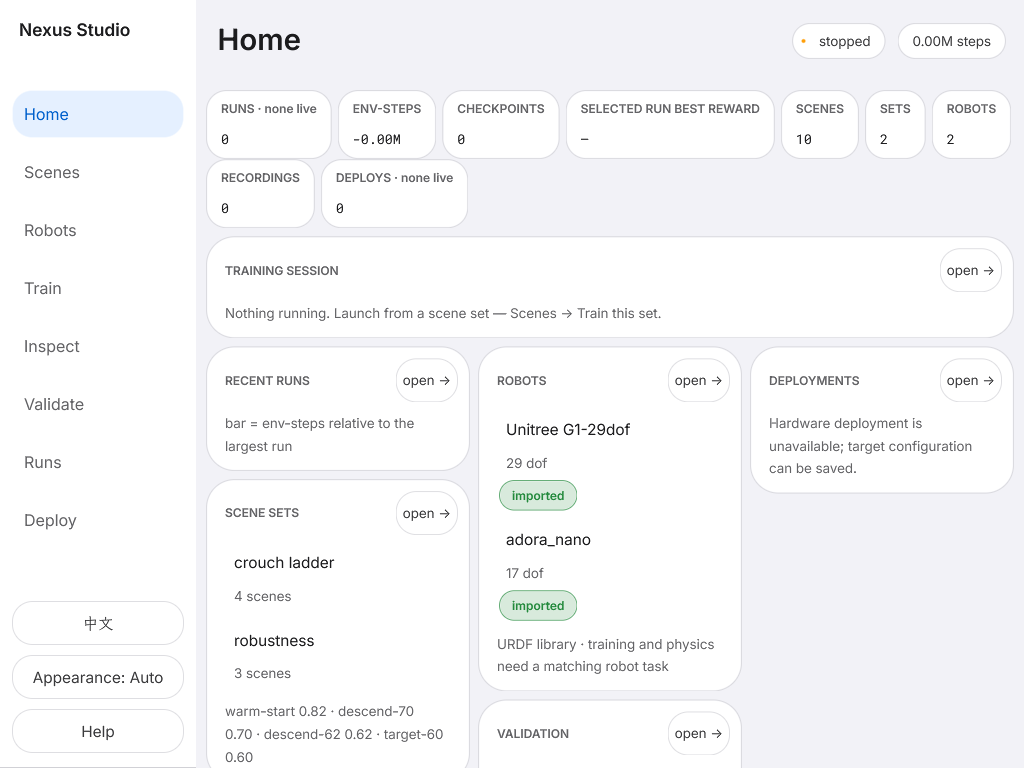 Nexus Studio
Home
Scenes
Robots
Train
Inspect
Validate
Runs
Deploy
中文
Appearance: Auto
Help
Home
stopped
0.00M steps
RUNS · none live
0
ENV-STEPS
-0.00M
CHECKPOINTS
0
SELECTED RUN BEST REWARD
—
SCENES
10
SETS
2
ROBOTS
2
RECORDINGS
0
DEPLOYS · none live
0
TRAINING SESSION
open →
Nothing running. Launch from a scene set — Scenes → Train this set.
RECENT RUNS
open →
bar = env-steps relative to the
largest run
SCENE SETS
open →
crouch ladder
4 scenes
robustness
3 scenes
warm-start 0.82 · descend-70
0.70 · descend-62 0.62 · target-60
0.60
ROBOTS
open →
Unitree G1-29dof
29 dof
imported
adora_nano
17 dof
imported
URDF library · training and physics
need a matching robot task
VALIDATION
open →
DEPLOYMENTS
open →
Hardware deployment is
unavailable; target configuration
can be saved.